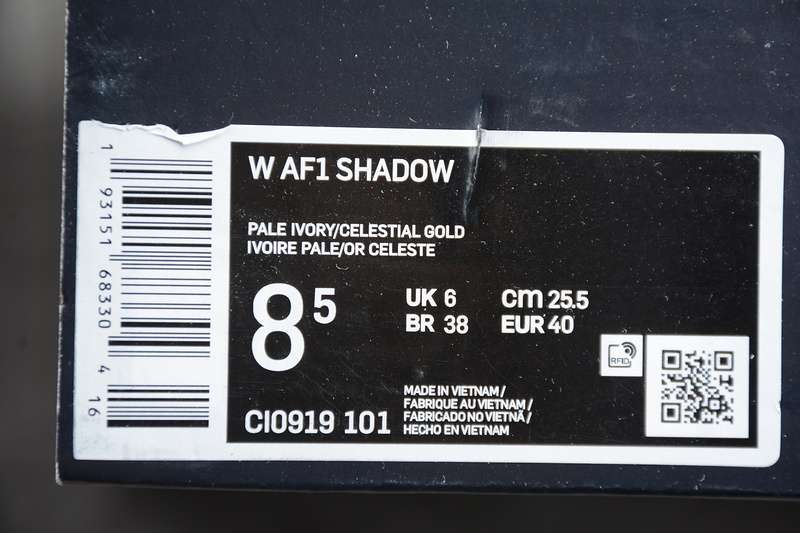 1 93151 68330 4 16
W AF1 SHADOW
PALE IVORY/CELESTIAL GOLD
IVOIRE PALE/OR CELESTE
8 5
UK 6 cm 25.5
BR 38 EUR 40
RFID
CI0919 101
MADE IN VIETNAM /
FABRIQUE AU VIETNAM /
FABRICADO NO VIETNÃ /
HECHO EN VIETNAM